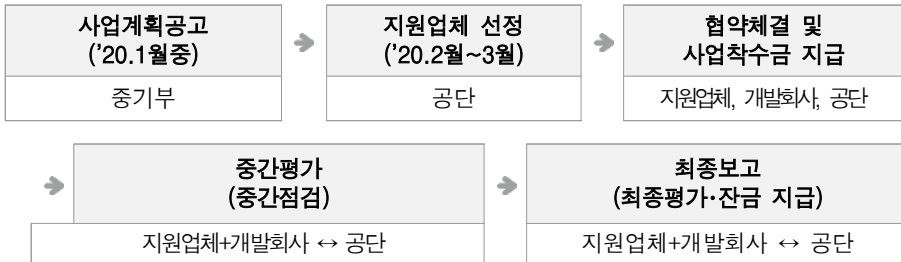 사업계획공고
('20.1월중)
중기부
지원업체 선정
('20.2월~3월)
공단
협약체결 및
사업착수금 지급
지원업체, 개발회사, 공단
중간평가
(중간점검)
지원업체+개발회사 ↔ 공단
최종보고
(최종평가·잔금 지급)
지원업체+개발회사 ↔ 공단